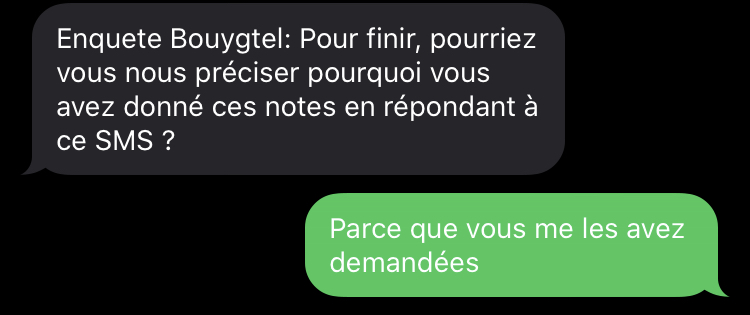 Enquete Bouygtel: Pour finir, pourriez
vous nous préciser pourquoi vous
avez donné ces notes en répondant à
ce SMS ?
Parce que vous me les avez
demandées